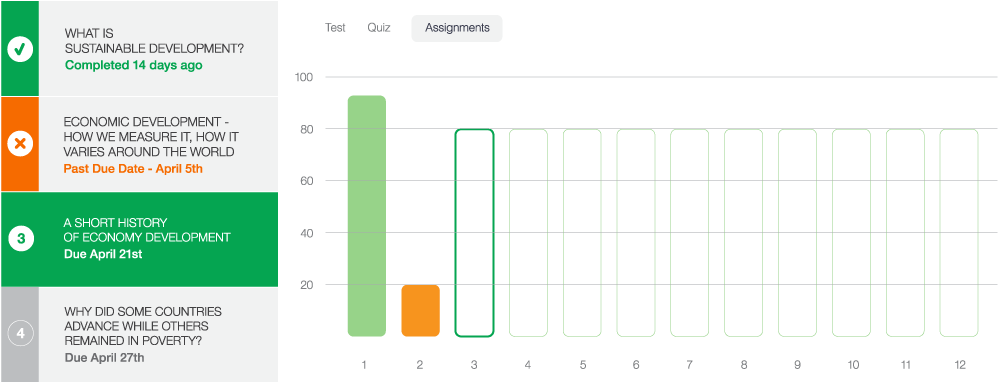 WHAT IS
SUSTAINABLE DEVELOPMENT?
Completed 14 days ago
ECONOMIC DEVELOPMENT -
HOW WE MEASURE IT, HOW IT
VARIES AROUND THE WORLD
Past Due Date - April 5th
3
A SHORT HISTORY
OF ECONOMY DEVELOPMENT
Due April 21st
4
WHY DID SOME COUNTRIES
ADVANCE WHILE OTHERS
REMAINED IN POVERTY?
Due April 27th
Test Quiz Assignments
100
80
60
40
20
1 2 3 4 5 6 7 8 9 10 11 12